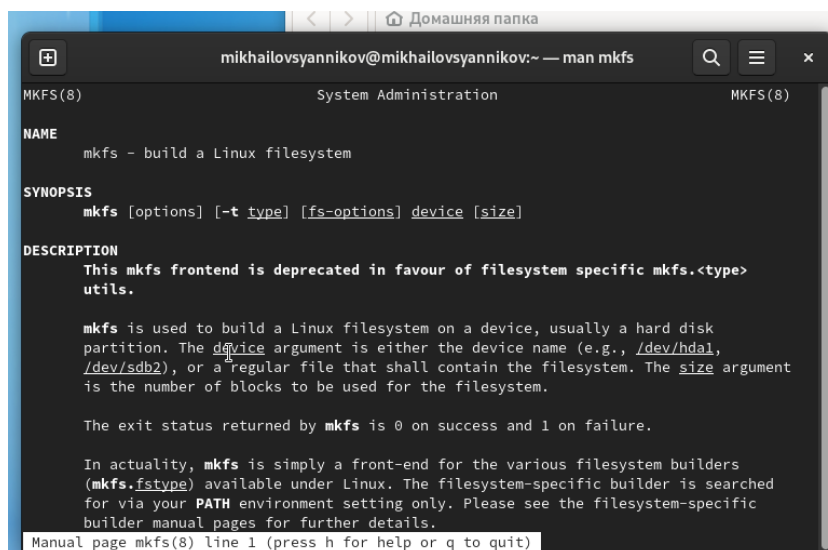 Домашняя папка
mikhailovsyannikov@mikhailovsyannikov:~ — man mkfs
MKFS(8) System Administration MKFS(8)
NAME
mkfs - build a Linux filesystem
SYNOPSIS
mkfs [options] [-t type] [fs-options] device [size]
DESCRIPTION
This mkfs frontend is deprecated in favour of filesystem specific mkfs.<type>
utils.
mkfs is used to build a Linux filesystem on a device, usually a hard disk
partition. The device argument is either the device name (e.g., /dev/hda1,
/dev/sdb2), or a regular file that shall contain the filesystem. The size argument
is the number of blocks to be used for the filesystem.
The exit status returned by mkfs is 0 on success and 1 on failure.
In actuality, mkfs is simply a front-end for the various filesystem builders
(mkfs.fstype) available under Linux. The filesystem-specific builder is searched
for via your PATH environment setting only. Please see the filesystem-specific
builder manual pages for further details.
Manual page mkfs(8) line 1 (press h for help or q to quit)